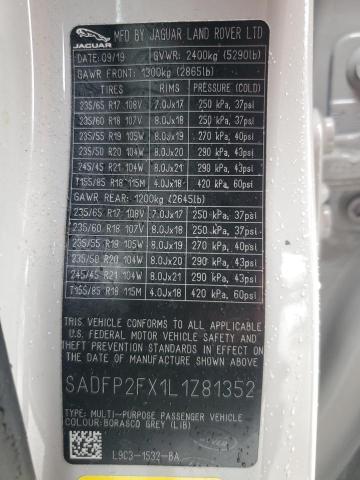 JAGUAR
MFD BY JAGUAR LAND ROVER LTD
09/19 GVWR: 2400kg (5290lb)
GAWR FRONT: 1300kg (2865lb)
TIRES RIMS PRESSURE (COLD)
235/65 R17 108V 7.0Jx17 250 kPa, 37psi
235/60 R18 107V 8.0Jx18 250 kPa, 37psi
235/55 R19 105W 8.0Jx19 270 kPa, 40psi
235/50 R20 104W 8.0Jx20 290 kPa, 43psi
245/45 R21 104W 8.0Jx21 290 kPa, 43psi
T155/85 R18 115M 4.0Jx18 420 kPa, 60psi
GAWR REAR: 1200kg (2645lb)
235/65 R17 108V 7.0Jx17 250 kPa, 37psi
235/60 R18 107V 8.0Jx18 250 kPa, 37psi
235/55 R19 105W 8.0Jx19 270 kPa, 40psi
235/50 R20 104W 8.0Jx20 290 kPa, 43psi
245/45 R21 104W 8.0Jx21 290 kPa, 43psi
T155/85 R18 115M 4.0Jx18 420 kPa, 60psi
THIS VEHICLE CONFORMS TO ALL APPLICABLE
U.S. FEDERAL MOTOR VEHICLE SAFETY AND
THEFT PREVENTION STANDARDS IN EFFECT ON
THE DATE OF MANUFACTURE SHOWN ABOVE.
SADFP2FX1L1Z81352
TYPE: MULTI-PURPOSE PASSENGER VEHICLE
COLOUR: BORASCO GREY (LIB)
L9C3-1532-BA